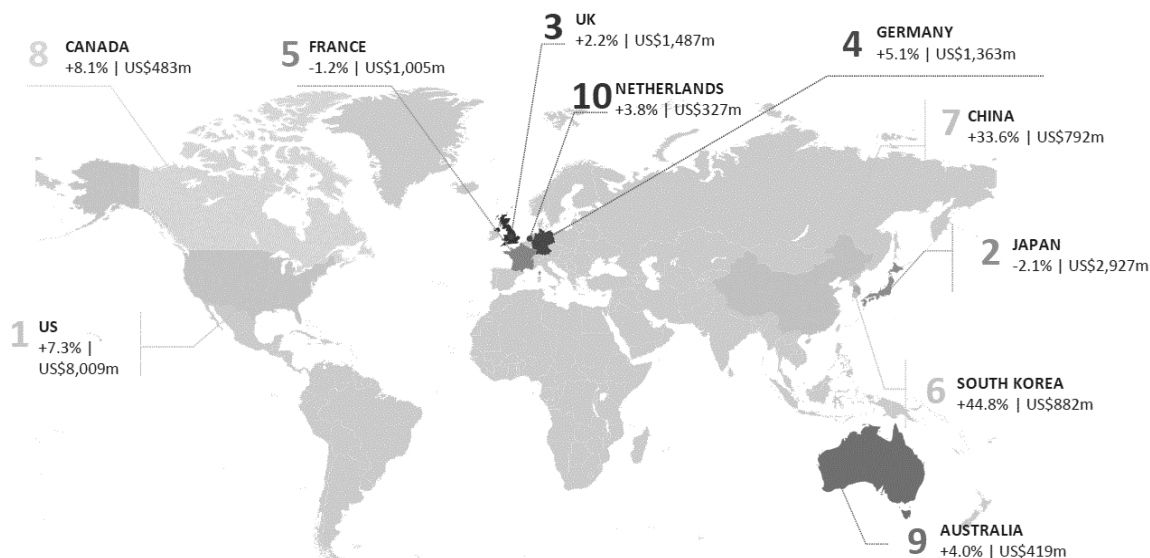 8 CANADA
+8.1% | US$483m
5 FRANCE
-1.2% | US$1,005m
3 UK
+2.2% | US$1,487m
4 GERMANY
+5.1% | US$1,363m
10 NETHERLANDS
+3.8% | US$327m
7 CHINA
+33.6% | US$792m
2 JAPAN
-2.1% | US$2,927m
1 US
+7.3% |
US$8,009m
6 SOUTH KOREA
+44.8% | US$882m
9 AUSTRALIA
+4.0% | US$419m